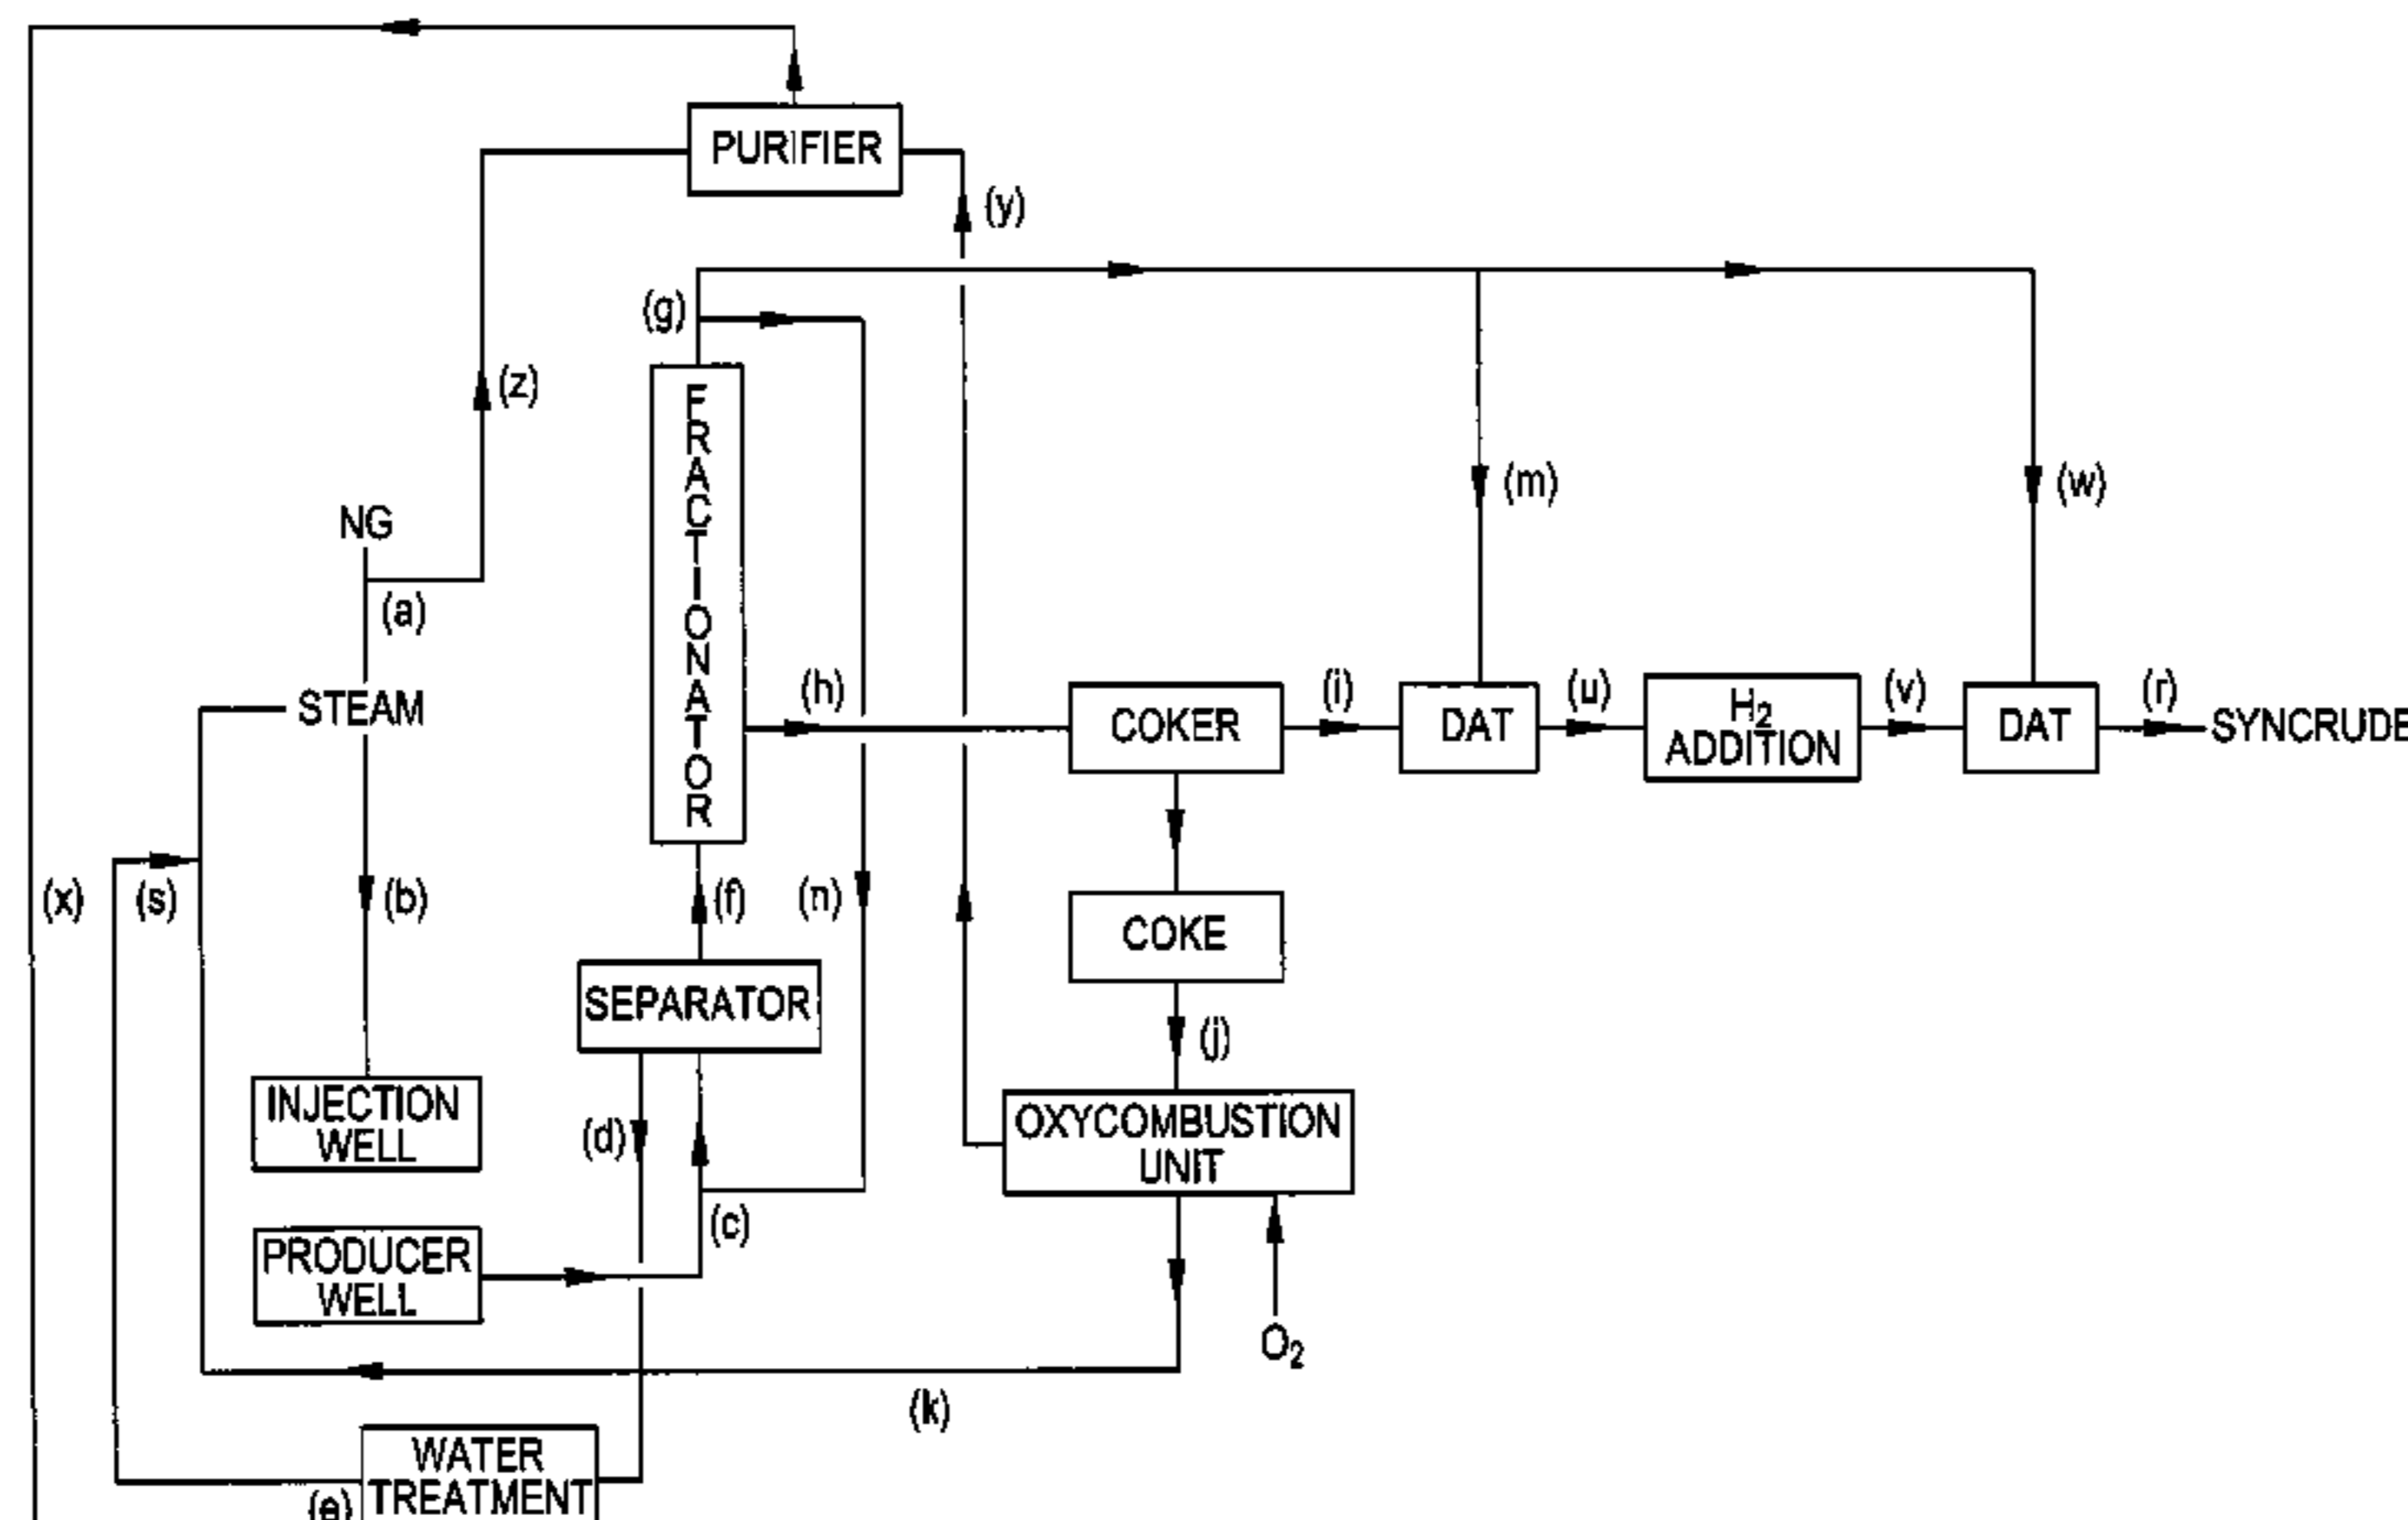 PURIFIER
(y)
(g)
(z)
FRACTIONATOR
(m)
(w)
NG
(a)
(h)
(i)
(u)
(v)
(r)
STEAM
COKER
DAT
H2
ADDITION
DAT
SYNCRUDE
(x)
(s)
(b)
(f)
(n)
COKE
SEPARATOR
(j)
INJECTION
WELL
(d)
OXYCOMBUSTION
UNIT
(c)
PRODUCER
WELL
O2
(k)
WATER
TREATMENT
(e)